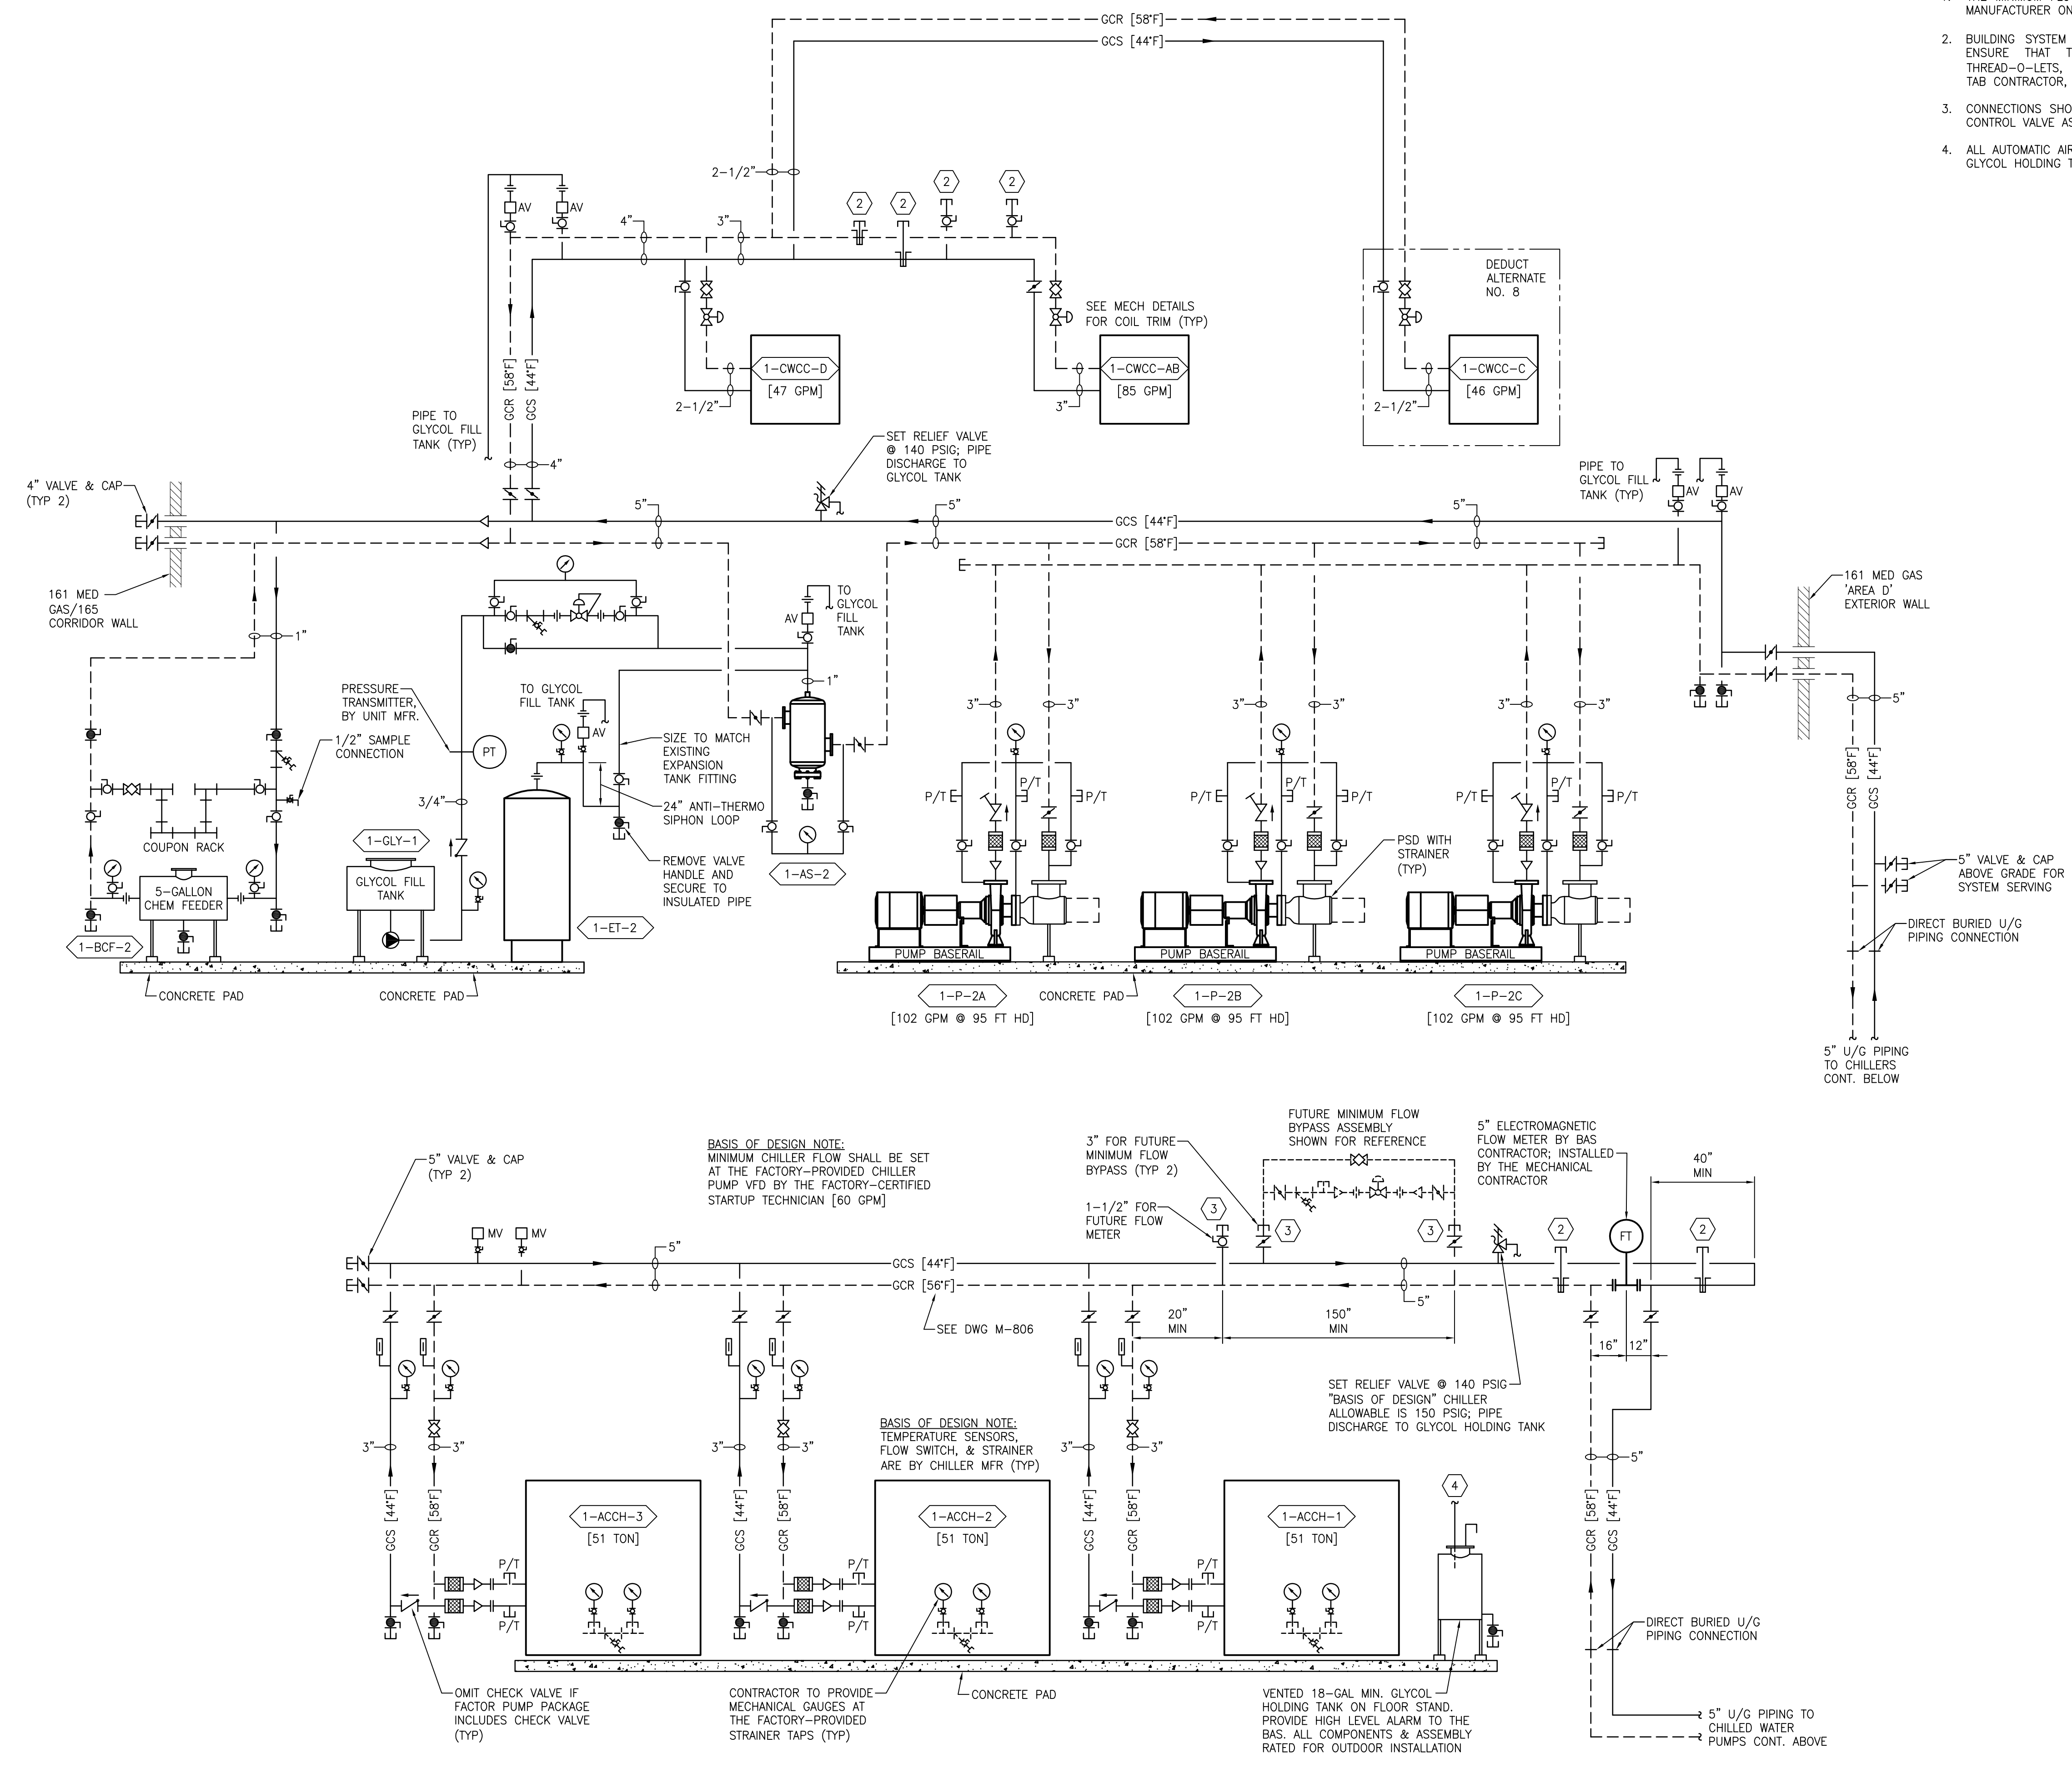 MANUFACTURER ON
2. BUILDING SYSTEM
ENSURE THAT T
THREAD-O-LETS,
TAB CONTRACTOR,
3. CONNECTIONS SHO
CONTROL VALVE AS
4. ALL AUTOMATIC AIR
GLYCOL HOLDING T
GCR [58°F]
GCS [44°F]
2-1/2"
2
2
2
2
AV
AV
4"
3"
DEDUCT
ALTERNATE
NO. 8
SEE MECH DETAILS
FOR COIL TRIM (TYP)
GCR [58°F]
GCS [44°F]
1-CWCC-D
[47 GPM]
2-1/2"
1-CWCC-AB
[85 GPM]
3"
1-CWCC-C
[46 GPM]
2-1/2"
PIPE TO
GLYCOL FILL
TANK (TYP)
4"
SET RELIEF VALVE
@ 140 PSIG; PIPE
DISCHARGE TO
GLYCOL TANK
PIPE TO
GLYCOL FILL
TANK (TYP)
AV
AV
4" VALVE & CAP
(TYP 2)
5"
5"
5"
GCS [44°F]
GCR [58°F]
161 MED
GAS/165
CORRIDOR WALL
161 MED GAS
'AREA D'
EXTERIOR WALL
TO
GLYCOL
FILL
TANK
AV
1"
1"
PRESSURE
TRANSMITTER,
BY UNIT MFR.
PT
TO GLYCOL
FILL TANK
AV
SIZE TO MATCH
EXISTING
EXPANSION
TANK FITTING
24" ANTI-THERMO
SIPHON LOOP
1/2" SAMPLE
CONNECTION
3/4"
3"
3"
3"
3"
3"
3"
5"
GCR [58°F]
GCS [44°F]
P/T
P/T
P/T
P/T
P/T
P/T
P/T
P/T
P/T
COUPON RACK
1-GLY-1
GLYCOL FILL
TANK
5-GALLON
CHEM FEEDER
1-BCF-2
REMOVE VALVE
HANDLE AND
SECURE TO
INSULATED PIPE
1-AS-2
1-ET-2
PSD WITH
STRAINER
(TYP)
5" VALVE & CAP
ABOVE GRADE FOR
SYSTEM SERVING
DIRECT BURIED U/G
PIPING CONNECTION
PUMP BASERAIL
PUMP BASERAIL
PUMP BASERAIL
CONCRETE PAD
CONCRETE PAD
1-P-2A
CONCRETE PAD
1-P-2B
1-P-2C
[102 GPM @ 95 FT HD]
[102 GPM @ 95 FT HD]
[102 GPM @ 95 FT HD]
5" U/G PIPING
TO CHILLERS
CONT. BELOW
BASIS OF DESIGN NOTE:
MINIMUM CHILLER FLOW SHALL BE SET
AT THE FACTORY-PROVIDED CHILLER
PUMP VFD BY THE FACTORY-CERTIFIED
STARTUP TECHNICIAN [60 GPM]
5" VALVE & CAP
(TYP 2)
3" FOR FUTURE
MINIMUM FLOW
BYPASS (TYP 2)
FUTURE MINIMUM FLOW
BYPASS ASSEMBLY
SHOWN FOR REFERENCE
5" ELECTROMAGNETIC
FLOW METER BY BAS
CONTRACTOR; INSTALLED
BY THE MECHANICAL
CONTRACTOR
40"
MIN
1-1/2" FOR
FUTURE FLOW
METER
3
3
3
2
FT
2
MV
MV
5"
GCS [44°F]
GCR [56°F]
5"
SEE DWG M-806
20"
MIN
150"
MIN
16"
12"
SET RELIEF VALVE @ 140 PSIG
"BASIS OF DESIGN" CHILLER
ALLOWABLE IS 150 PSIG; PIPE
DISCHARGE TO GLYCOL HOLDING TANK
BASIS OF DESIGN NOTE:
TEMPERATURE SENSORS,
FLOW SWITCH, & STRAINER
ARE BY CHILLER MFR (TYP)
3"
3"
3"
3"
3"
3"
5"
GCS [44°F]
GCR [58°F]
GCS [44°F]
GCR [58°F]
GCS [44°F]
GCR [58°F]
GCR [58°F]
GCS [44°F]
1-ACCH-3
[51 TON]
1-ACCH-2
[51 TON]
1-ACCH-1
[51 TON]
4
P/T
P/T
P/T
P/T
P/T
P/T
DIRECT BURIED U/G
PIPING CONNECTION
OMIT CHECK VALVE IF
FACTOR PUMP PACKAGE
INCLUDES CHECK VALVE
(TYP)
CONTRACTOR TO PROVIDE
MECHANICAL GAUGES AT
THE FACTORY-PROVIDED
STRAINER TAPS (TYP)
CONCRETE PAD
VENTED 18-GAL MIN. GLYCOL
HOLDING TANK ON FLOOR STAND.
PROVIDE HIGH LEVEL ALARM TO THE
BAS. ALL COMPONENTS & ASSEMBLY
RATED FOR OUTDOOR INSTALLATION
5" U/G PIPING TO
CHILLED WATER
PUMPS CONT. ABOVE